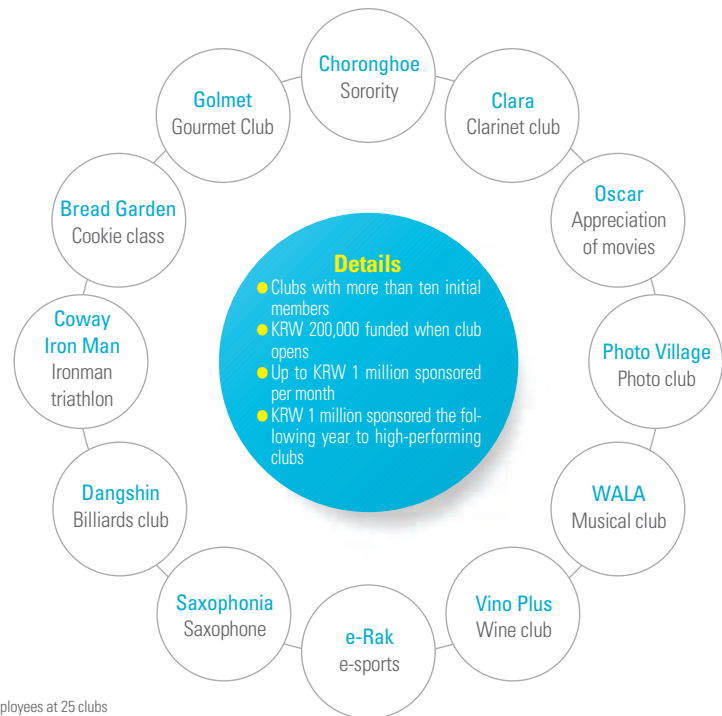 Choronghoe
Sorority
Clara
Clarinet club
Oscar
Appreciation
of movies
Photo Village
Photo club
WALA
Musical club
Vino Plus
Wine club
e-Rak
e-sports
Saxophonia
Saxophone
Dangshin
Billiards club
Coway
Iron Man
Ironman
triathlon
Bread Garden
Cookie class
Golmet
Gourmet Club
Details
Clubs with more than ten initial
members
KRW 200,000 funded when club
opens
Up to KRW 1 million sponsored
per month
KRW 1 million sponsored the fol-
lowing year to high-performing
clubs
ployees at 25 clubs